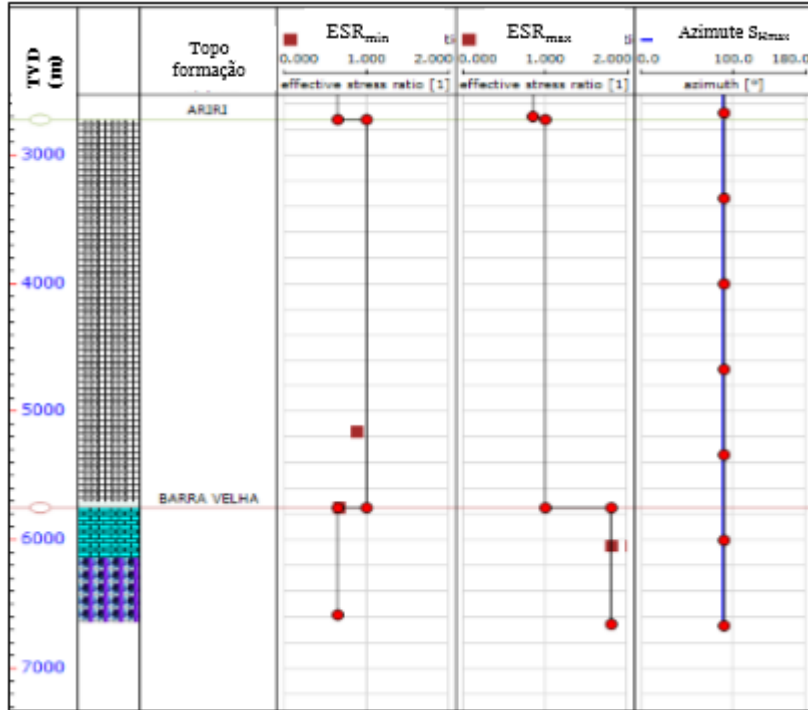 TVD
(m)
Topo
formação
ESRmin
0.000 1.000 2.000
effective stress ratio [1]
ESRmax
0.000 1.000 2.000
effective stress ratio [1]
Azimute SHmax
0.0 100.0 180.0
azimuth [°]
ARIRI
3000
4000
5000
BARRA VELHA
6000
7000